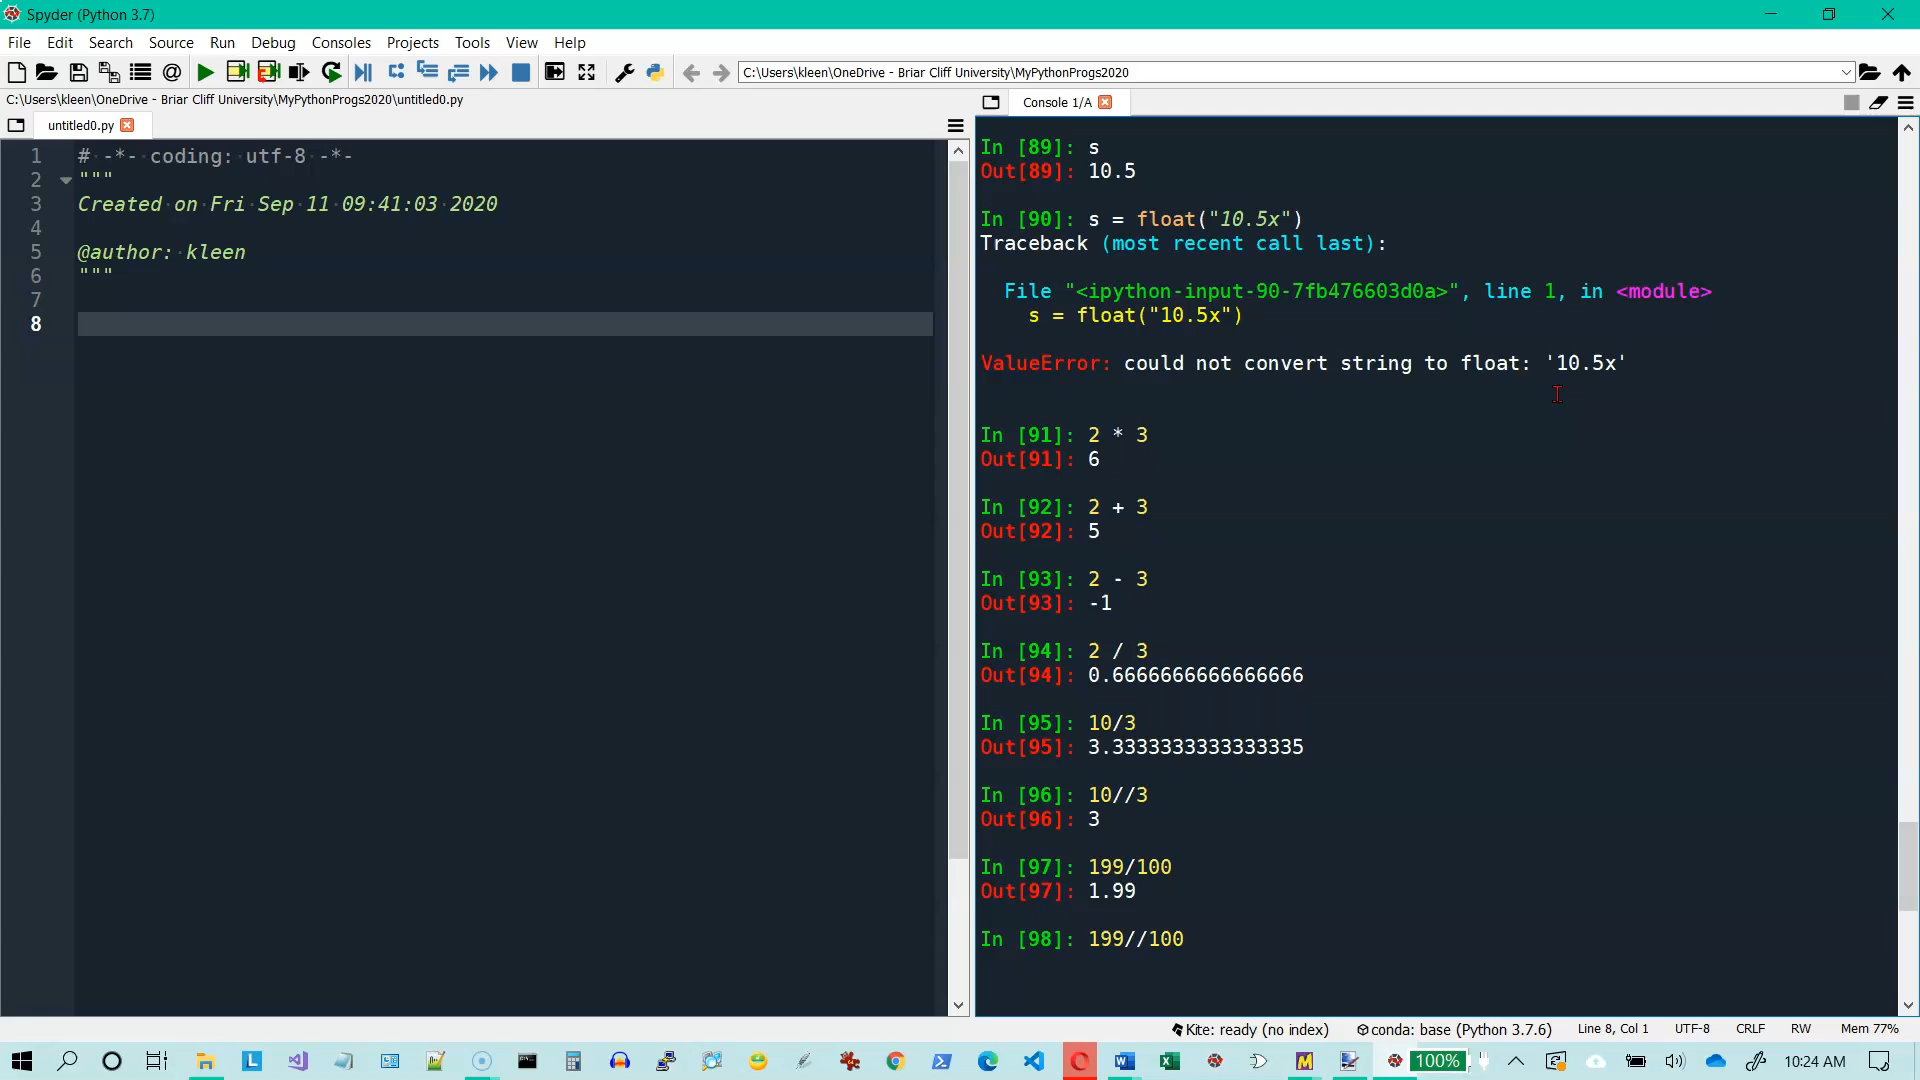 Spyder (Python 3.7)
File Edit Search Source Run Debug Consoles Projects Tools View Help
C:\Users\kleen\OneDrive - Briar Cliff University\MyPythonProgs2020
C:\Users\kleen\OneDrive - Briar Cliff University\MyPythonProgs2020\untitled0.py
untitled0.py
1 # -*- coding: utf-8 -*-
2 """
3 Created on Fri Sep 11 09:41:03 2020
4
5 @author: kleen
6 """
7
8
Console 1/A
In [89]: s
Out[89]: 10.5
In [90]: s = float("10.5x")
Traceback (most recent call last):
File "<ipython-input-90-7fb476603d0a>", line 1, in <module>
s = float("10.5x")
ValueError: could not convert string to float: '10.5x'
In [91]: 2 * 3
Out[91]: 6
In [92]: 2 + 3
Out[92]: 5
In [93]: 2 - 3
Out[93]: -1
In [94]: 2 / 3
Out[94]: 0.6666666666666666
In [95]: 10/3
Out[95]: 3.3333333333333335
In [96]: 10//3
Out[96]: 3
In [97]: 199/100
Out[97]: 1.99
In [98]: 199//100
Kite: ready (no index) conda: base (Python 3.7.6) Line 8, Col 1 UTF-8 CRLF RW Mem 77%
100% 10:24 AM